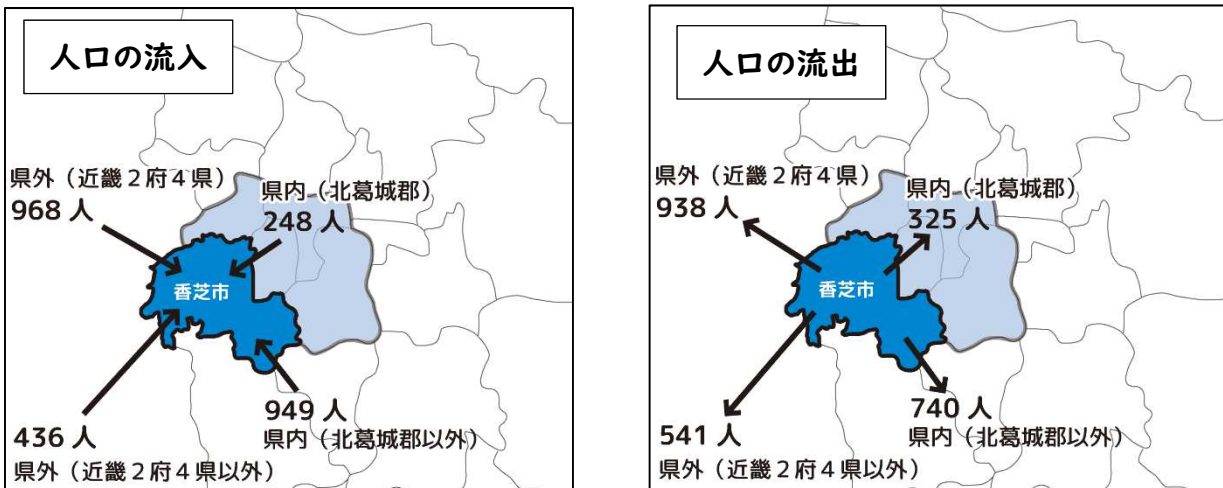 人口の流入
県外（近畿２府４県）
968 人
県内（北葛城郡）
248 人
香芝市
949 人
県内（北葛城郡以外）
436 人
県外（近畿２府４県以外）
人口の流出
県外（近畿２府４県）
938 人
県内（北葛城郡）
325 人
香芝市
740 人
県内（北葛城郡以外）
541 人
県外（近畿２府４県以外）